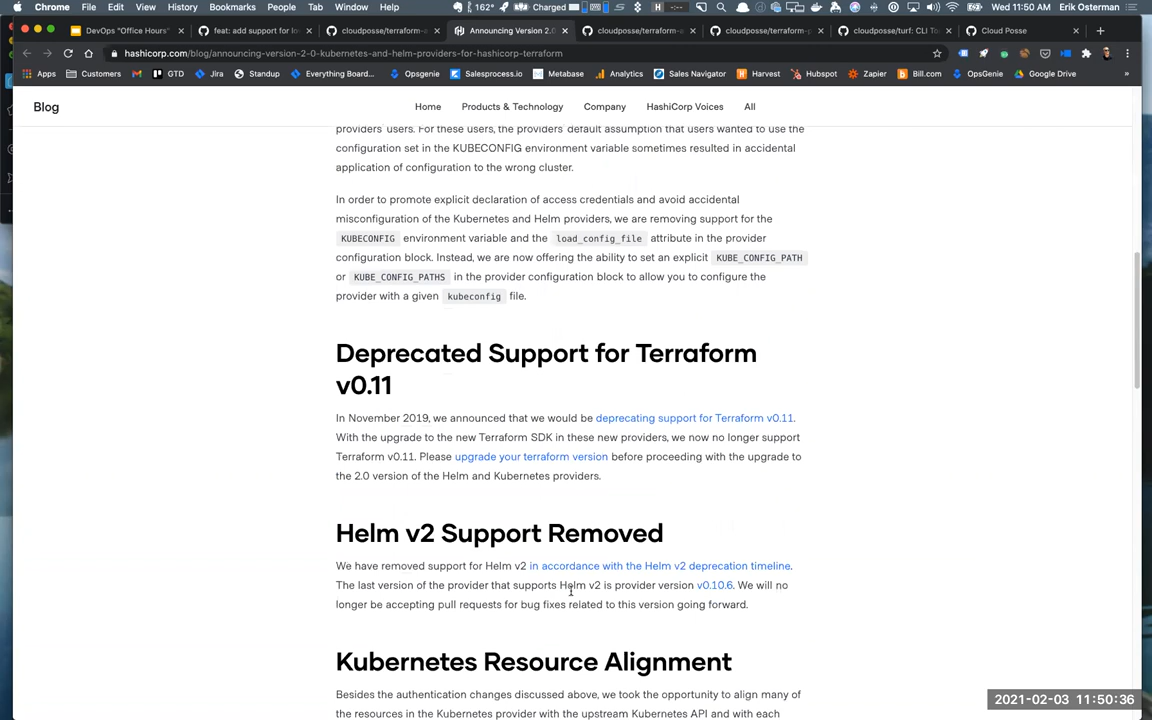 Chrome File Edit View History Bookmarks People Tab Window Help 162° Charged Wed 11:50 AM Erik Osterman
DevOps "Office Hours" feat: add support for lo cloudposse/terraform-a Announcing Version 2.0 cloudposse/terraform-a cloudposse/terraform-p cloudposse/turf: CLI To Cloud Posse
hashicorp.com/blog/announcing-version-2-0-kubernetes-and-helm-providers-for-hashicorp-terraform
Apps Customers GTD Jira Standup Everything Board... Opsgenie Salesprocess.io Metabase Analytics Sales Navigator Harvest Hubspot Zapier Bill.com OpsGenie Google Drive »
Blog Home Products & Technology Company HashiCorp Voices All
providers' users. For these users, the providers' default assumption that users wanted to use the
configuration set in the KUBECONFIG environment variable sometimes resulted in accidental
application of configuration to the wrong cluster.
In order to promote explicit declaration of access credentials and avoid accidental
misconfiguration of the Kubernetes and Helm providers, we are removing support for the
KUBECONFIG environment variable and the load_config_file attribute in the provider
configuration block. Instead, we are now offering the ability to set an explicit KUBE_CONFIG_PATH
or KUBE_CONFIG_PATHS in the provider configuration block to allow you to configure the
provider with a given kubeconfig file.
Deprecated Support for Terraform
v0.11
In November 2019, we announced that we would be deprecating support for Terraform v0.11.
With the upgrade to the new Terraform SDK in these new providers, we now no longer support
Terraform v0.11. Please upgrade your terraform version before proceeding with the upgrade to
the 2.0 version of the Helm and Kubernetes providers.
Helm v2 Support Removed
We have removed support for Helm v2 in accordance with the Helm v2 deprecation timeline.
The last version of the provider that supports Helm v2 is provider version v0.10.6. We will no
longer be accepting pull requests for bug fixes related to this version going forward.
Kubernetes Resource Alignment
Besides the authentication changes discussed above, we took the opportunity to align many of
the resources in the Kubernetes provider with the upstream Kubernetes API and with each
2021-02-03 11:50:36